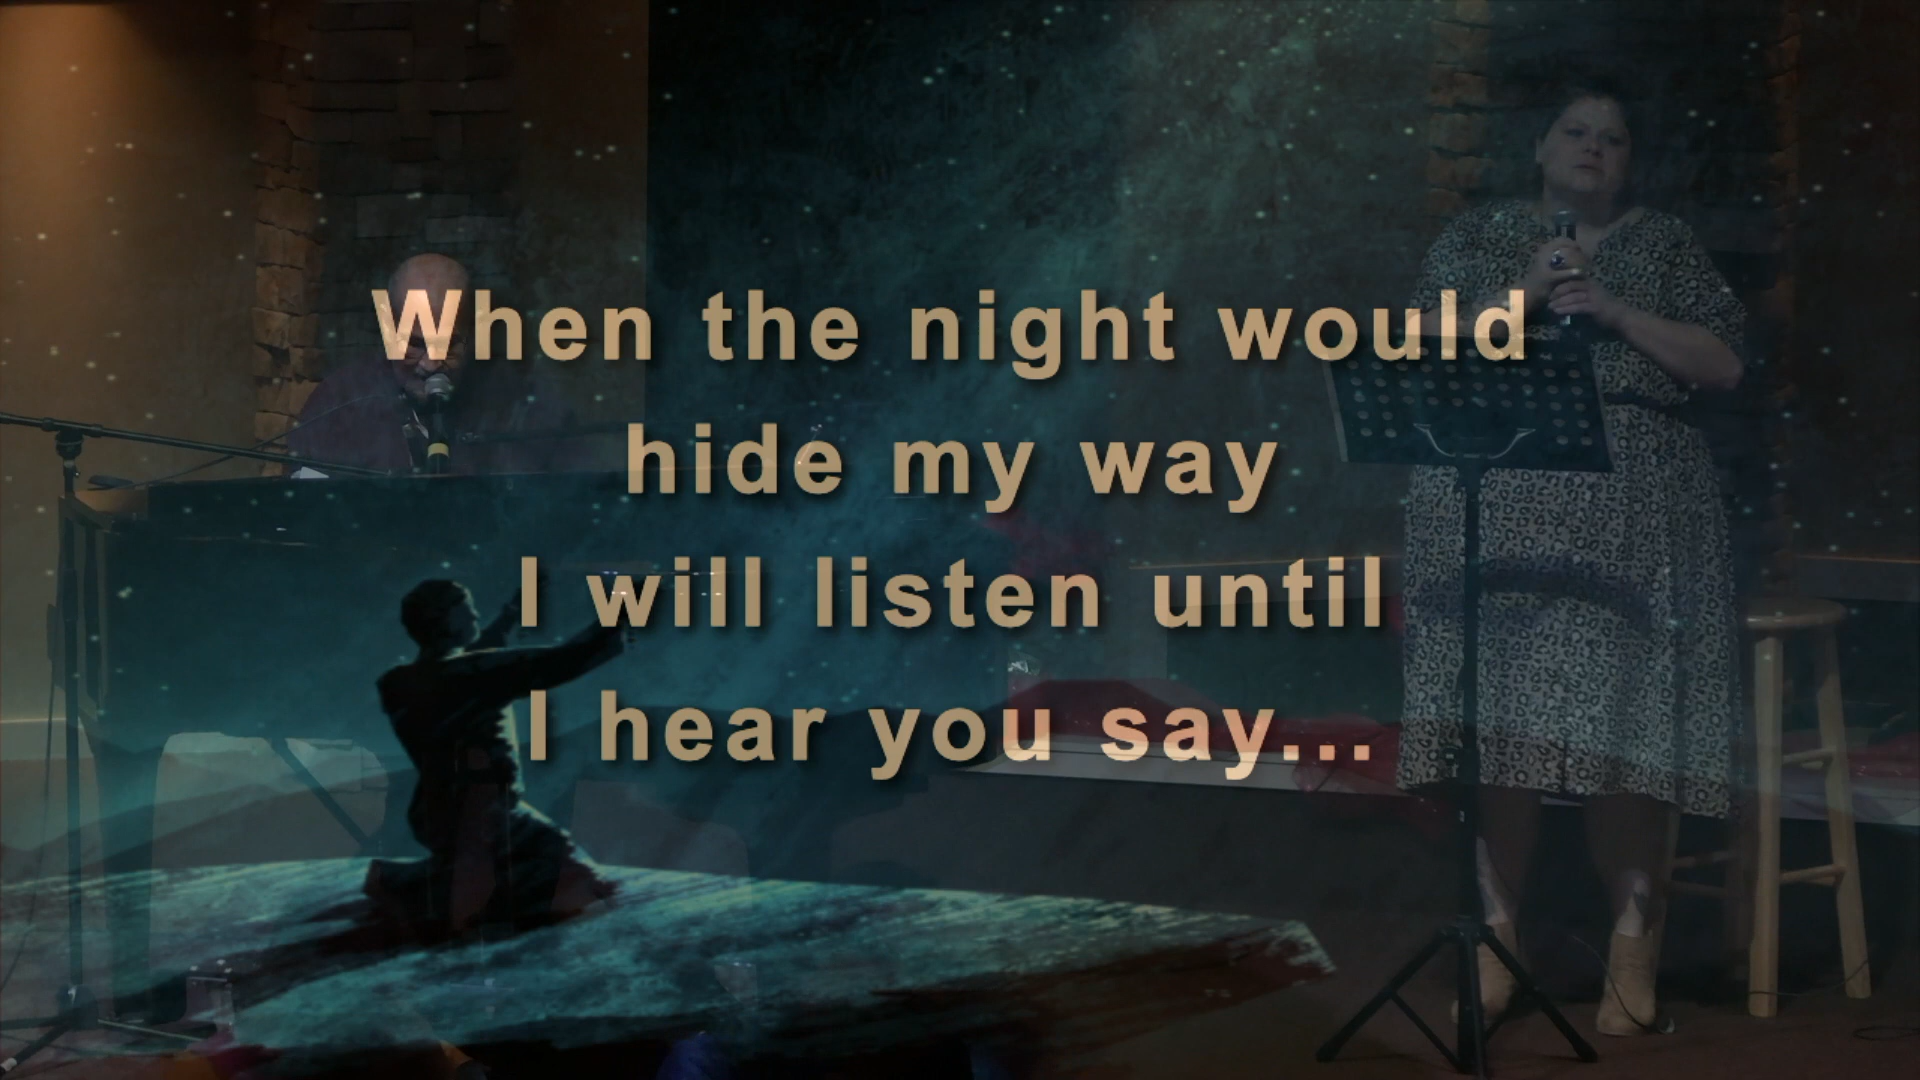 When the night would
hide my way
I will listen until
I hear you say...